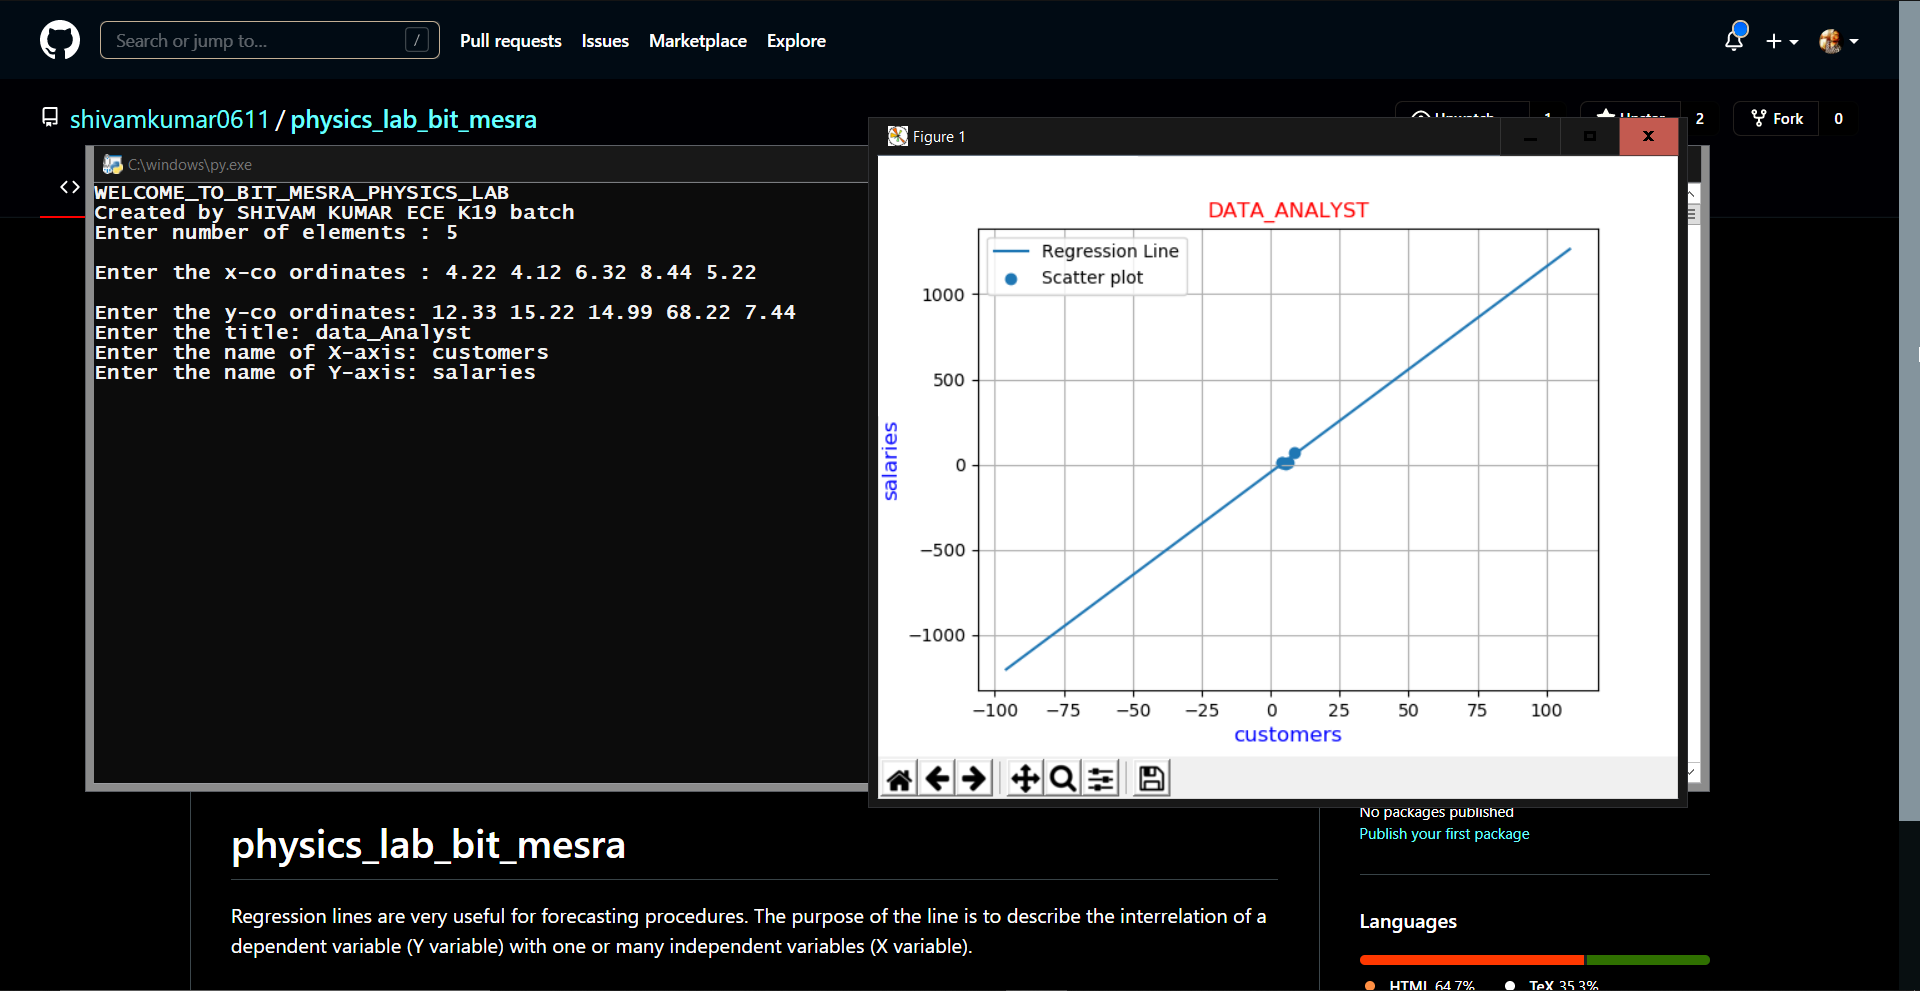 Search or jump to...
/
Pull requests
Issues
Marketplace
Explore
shivamkumar0611 / physics_lab_bit_mesra
1
2
Fork
0
C:\windows\py.exe
WELCOME_TO_BIT_MESRA_PHYSICS_LAB
Created by SHIVAM KUMAR ECE K19 batch
Enter number of elements : 5
Enter the x-co ordinates : 4.22 4.12 6.32 8.44 5.22
Enter the y-co ordinates: 12.33 15.22 14.99 68.22 7.44
Enter the title: data_Analyst
Enter the name of X-axis: customers
Enter the name of Y-axis: salaries
Figure 1
DATA_ANALYST
Regression Line
Scatter plot
1000
500
0
−500
−1000
salaries
−100 −75 −50 −25 0 25 50 75 100
customers
physics_lab_bit_mesra
Regression lines are very useful for forecasting procedures. The purpose of the line is to describe the interrelation of a
dependent variable (Y variable) with one or many independent variables (X variable).
No packages published
Publish your first package
Languages
HTML 64.7%
TeX 35.3%